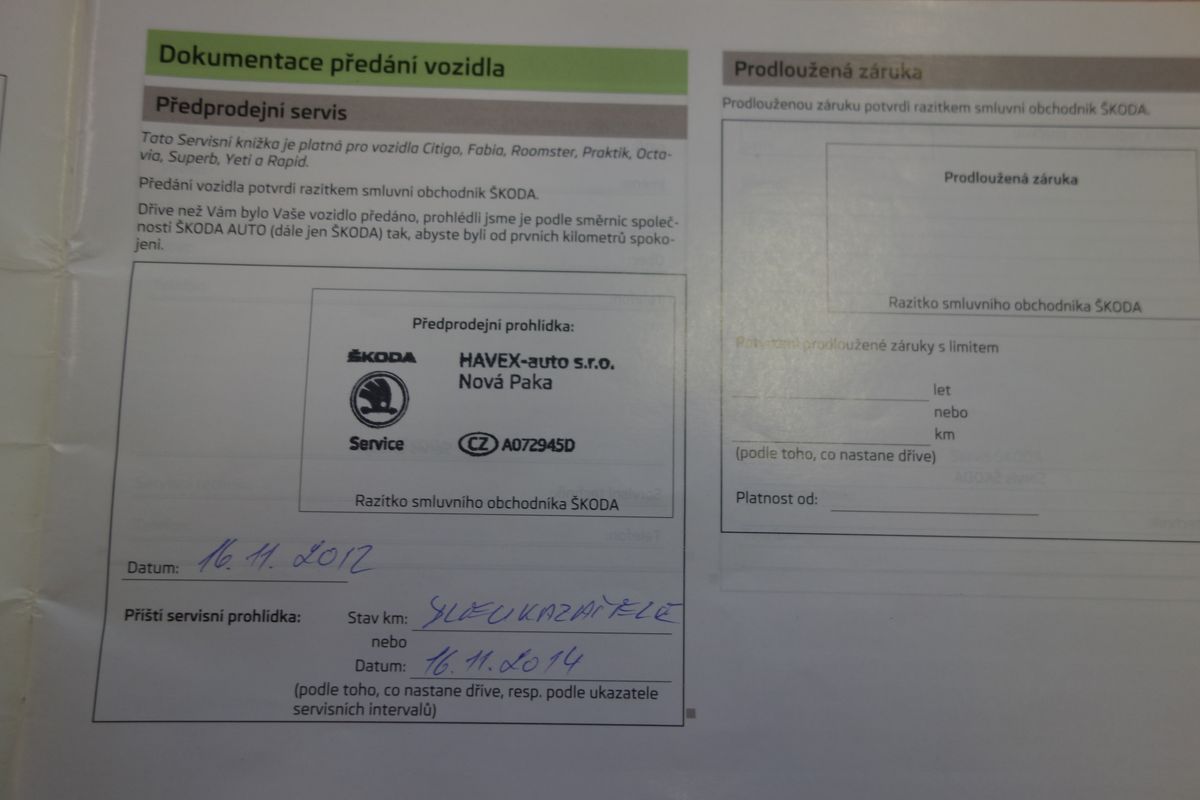 Dokumentace předání vozidla
Předprodejní servis
Tato Servisní knížka je platná pro vozidla Citigo, Fabia, Roomster, Praktik, Octa-
via, Superb, Yeti a Rapid.
Předání vozidla potvrdí razítkem smluvní obchodník ŠKODA.
Dříve než Vám bylo Vaše vozidlo předáno, prohlédli jsme je podle směrnic společ-
nosti ŠKODA AUTO (dále jen ŠKODA) tak, abyste byli od prvních kilometrů spoko-
jeni.
Předprodejní prohlídka:
ŠKODA
HAVEX-auto s.r.o.
Nová Paka
Service
CZ A072945D
Razítko smluvního obchodníka ŠKODA
Datum: 16. 11. 2012
Příští servisní prohlídka:
Stav km: DLE UKAZATELE
nebo
Datum: 16. 11. 2014
(podle toho, co nastane dříve, resp. podle ukazatele
servisních intervalů)
Prodloužená záruka
Prodlouženou záruku potvrdí razítkem smluvní obchodník ŠKODA.
Prodloužená záruka
Razítko smluvního obchodníka ŠKODA
Potvrzení prodloužené záruky s limitem
let
nebo
km
(podle toho, co nastane dříve)
Platnost od: